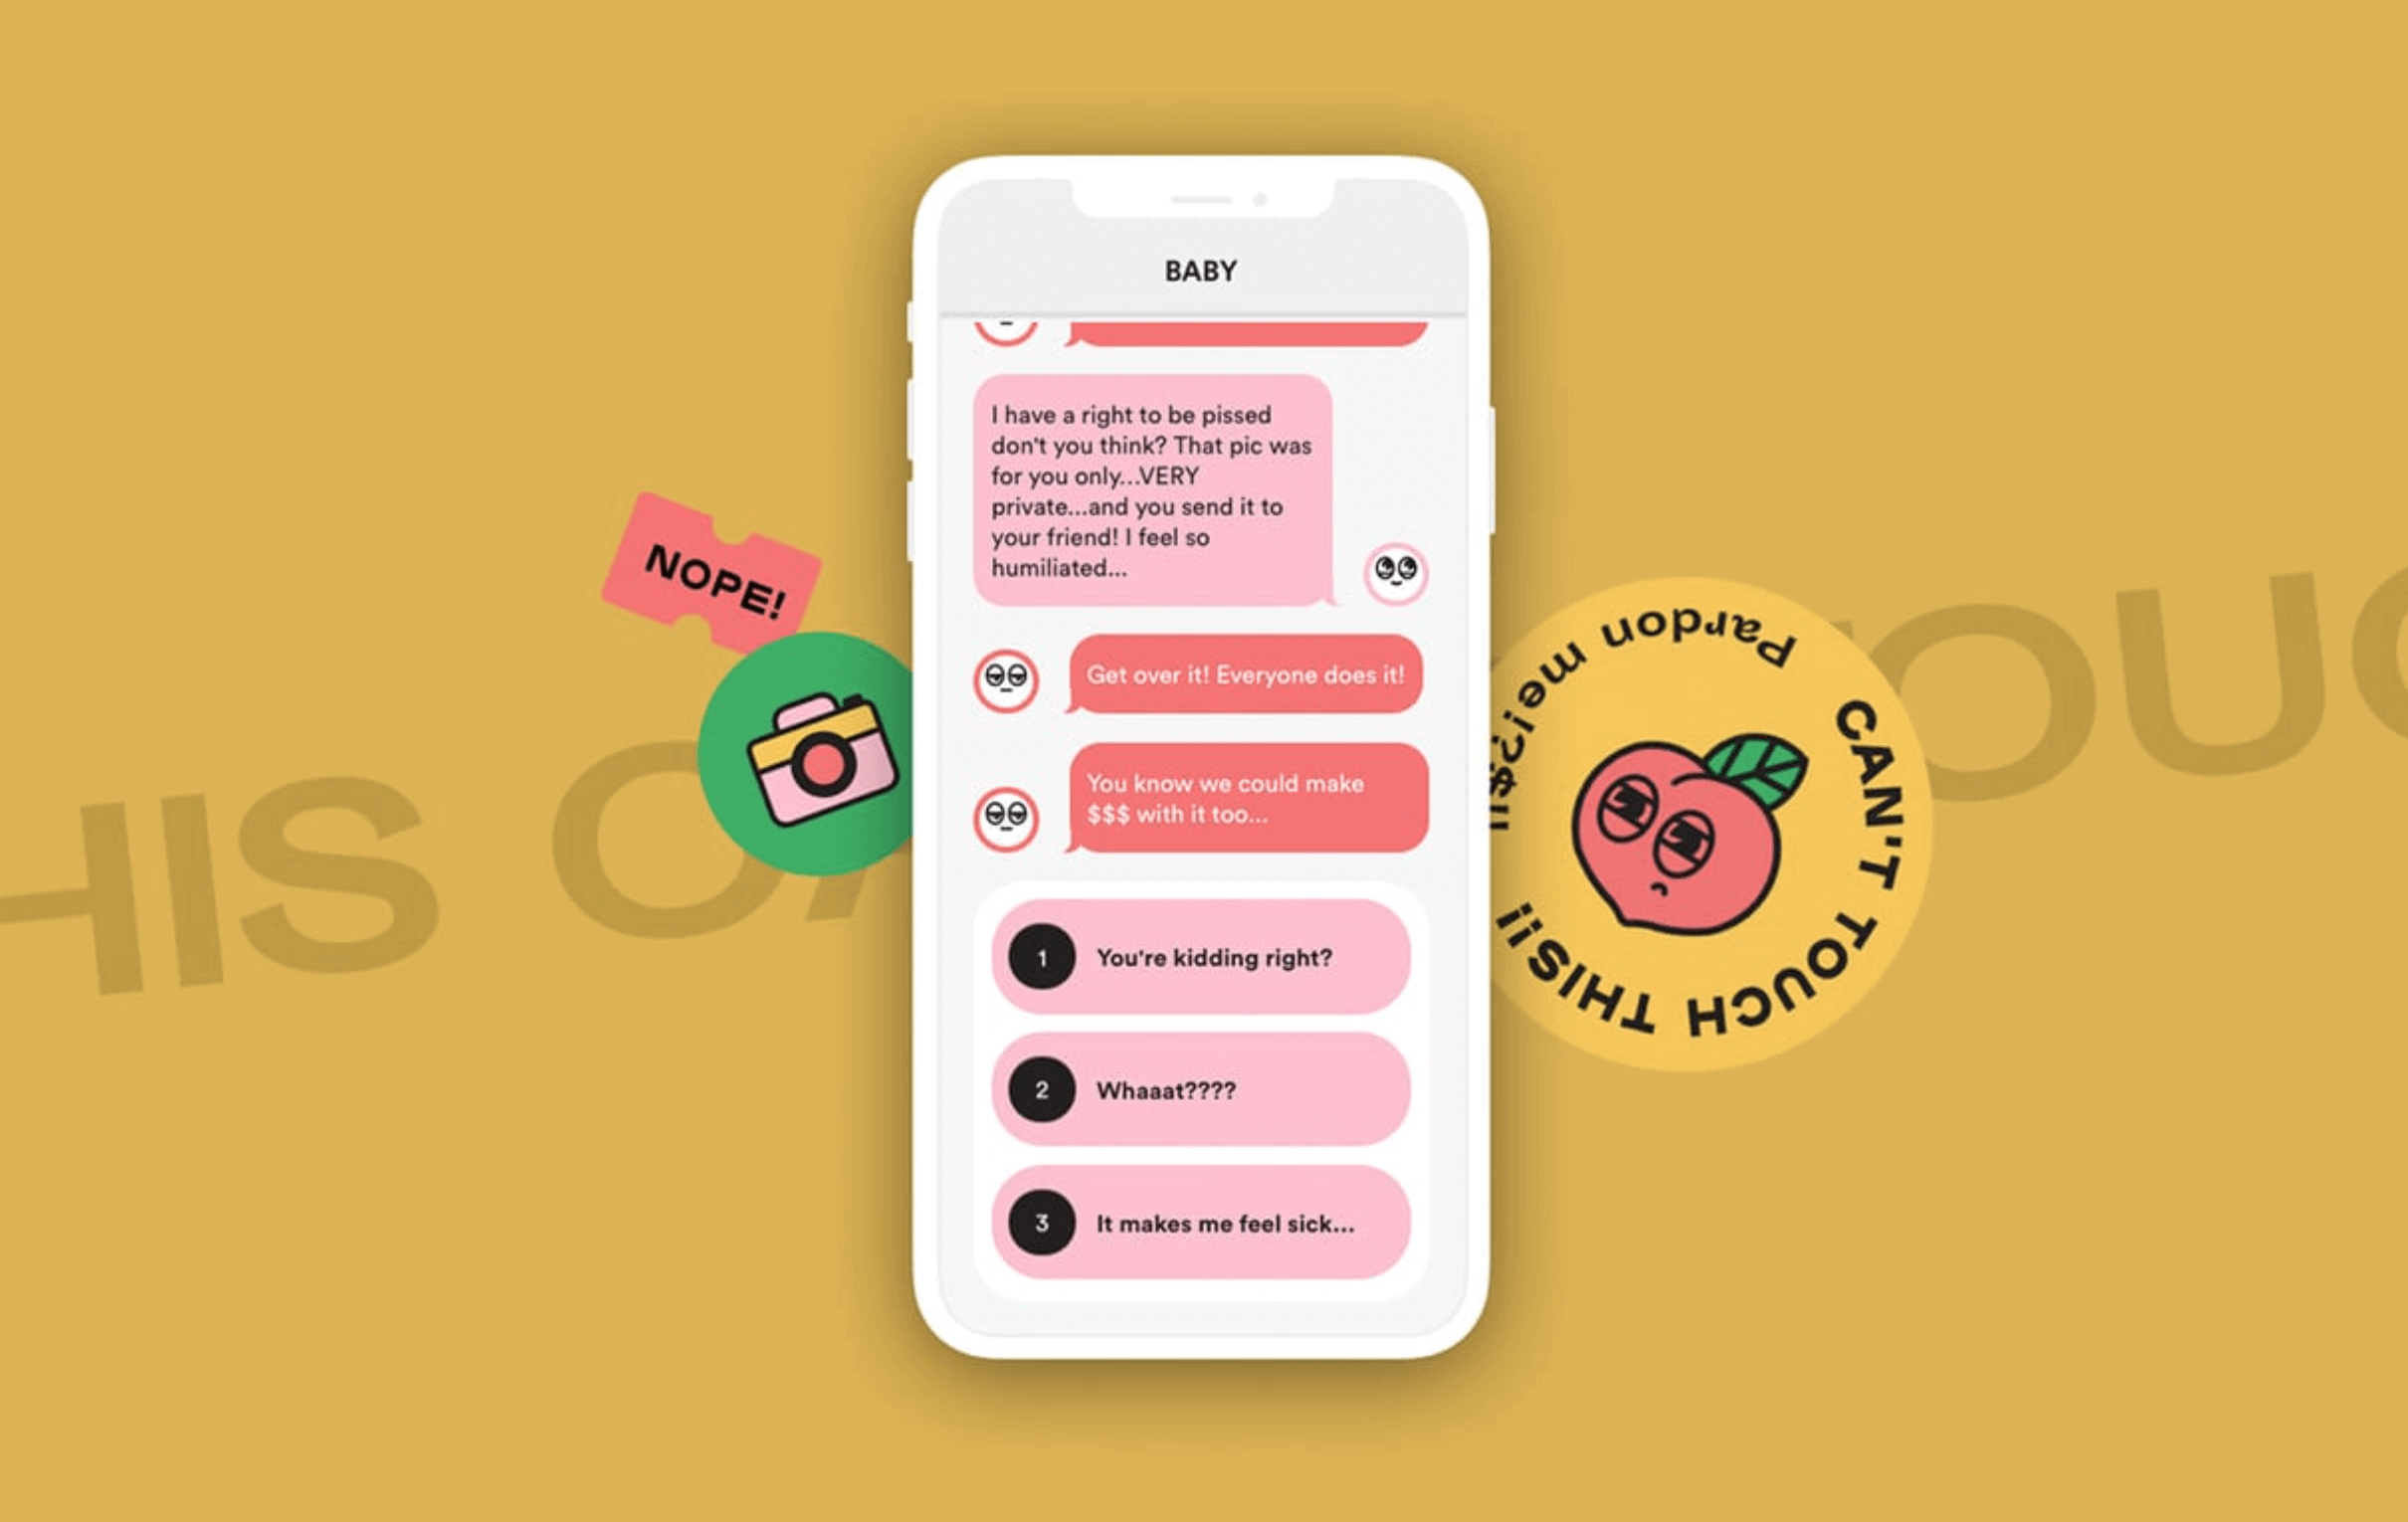 BABY
I have a right to be pissed
don't you think? That pic was
for you only...VERY
private...and you send it to
your friend! I feel so
humiliated...
Get over it! Everyone does it!
You know we could make
$$$ with it too...
1 You're kidding right?
2 Whaaat????
3 It makes me feel sick...
NOPE!
Pardon me!?$!!
CAN'T TOUCH THIS!!
HIS